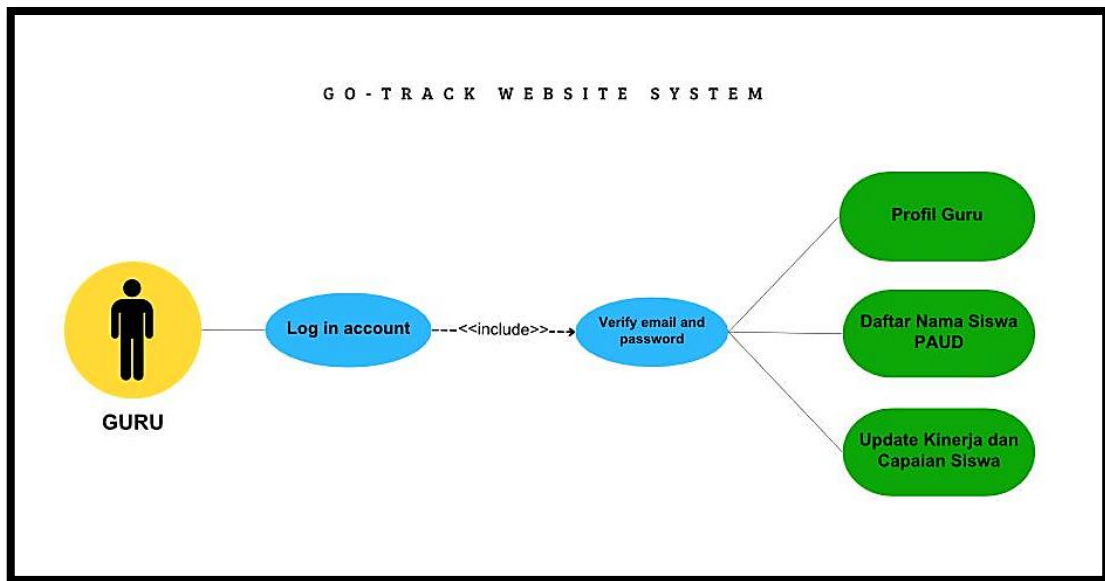 GO-TRACK WEBSITE SYSTEM
GURU
Log in account
<<include>>
Verify email and
password
Profil Guru
Daftar Nama Siswa
PAUD
Update Kinerja dan
Capaian Siswa